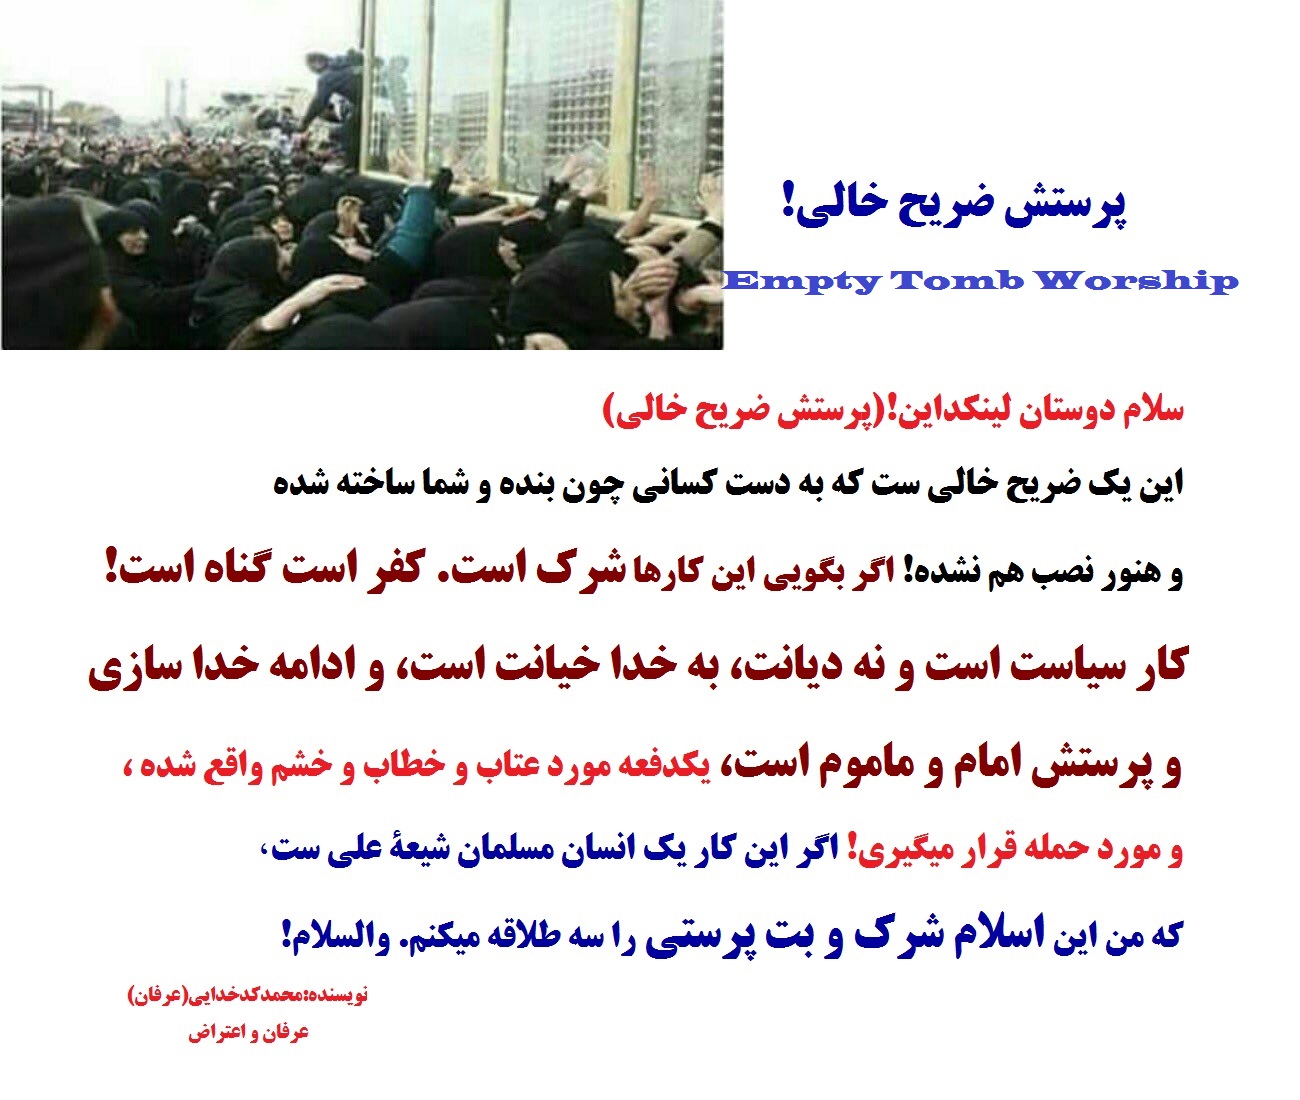 پرستش ضریح خالی!
Empty Tomb Worship
سلام دوستان لینکداین!(پرستش ضریح خالی)
این یک ضریح خالی ست که به دست کسانی چون بنده و شما ساخته شده
و هنور نصب هم نشده! اگر بگویی این کارها شرک است. کفر است گناه است!
کار سیاست است و نه دیانت، به خدا خیانت است، و ادامه خدا سازی
و پرستش امام و ماموم است، یکدفعه مورد عتاب و خطاب و خشم واقع شده ،
و مورد حمله قرار میگیری! اگر این کار یک انسان مسلمان شیعهٔ علی ست،
که من این اسلام شرک و بت پرستی را سه طلاقه میکنم. والسلام!
نویسنده:محمدکدخدایی(عرفان)
عرفان و اعتراض